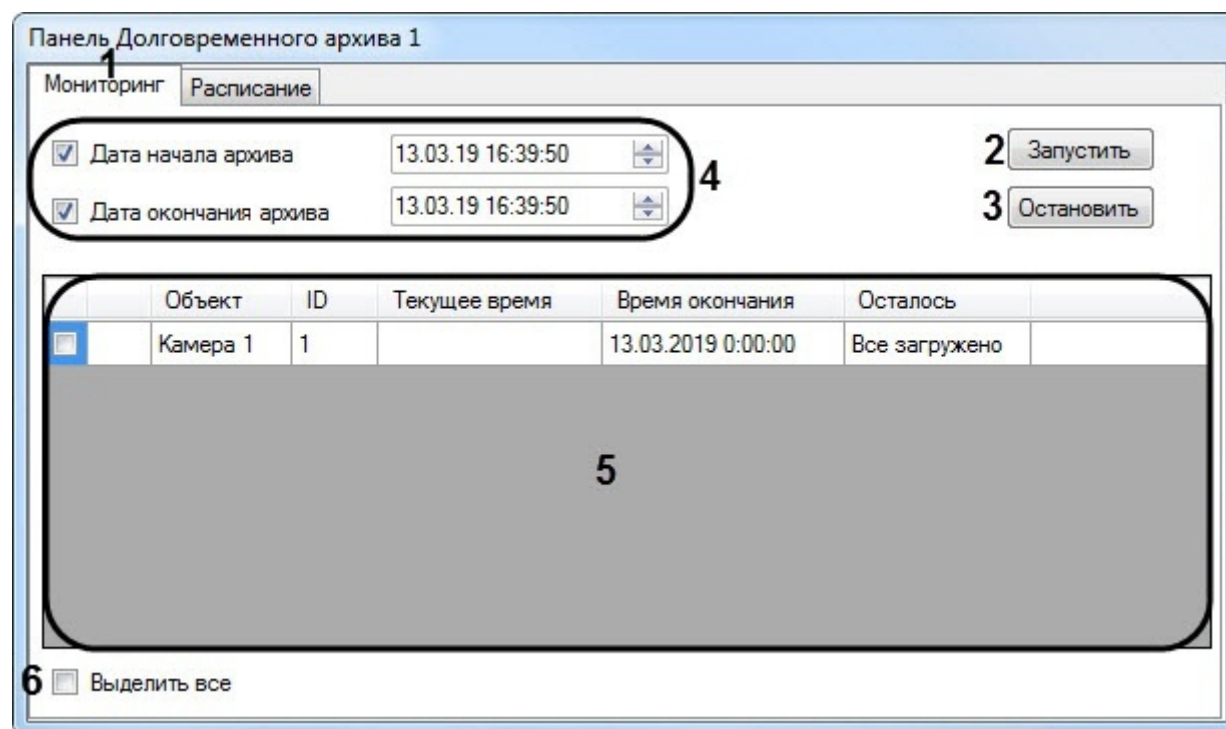 Панель Долговременного архива 1
1
Мониторинг Расписание
Дата начала архива 13.03.19 16:39:50 2 Запустить
4
Дата окончания архива 13.03.19 16:39:50 3 Остановить
Объект ID Текущее время Время окончания Осталось
Камера 1 1 13.03.2019 0:00:00 Все загружено
5
6 Выделить все